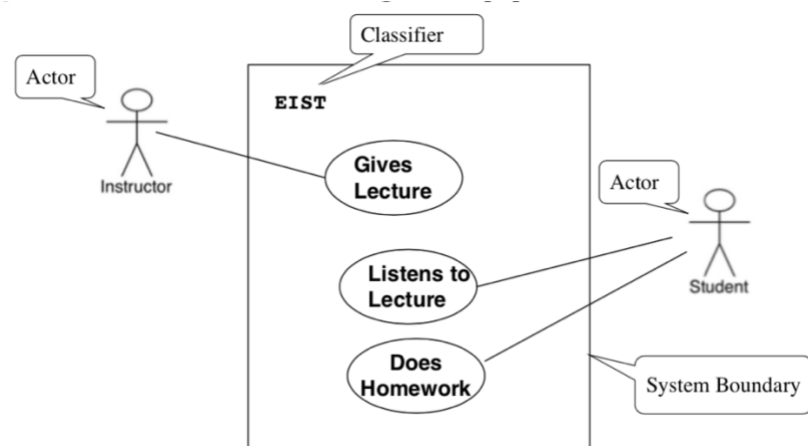 Classifier
Actor
EIST
Instructor
Gives
Lecture
Actor
Student
Listens to
Lecture
Does
Homework
System Boundary